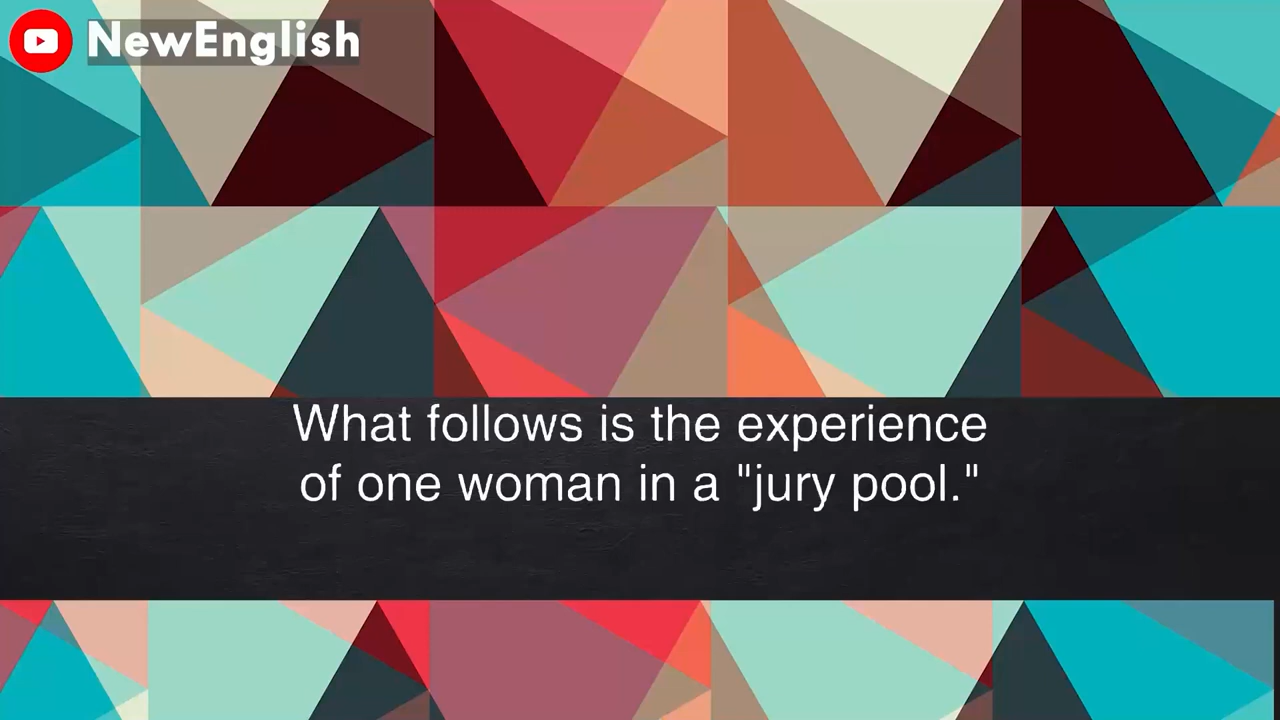 NewEnglish
What follows is the experience
of one woman in a "jury pool."